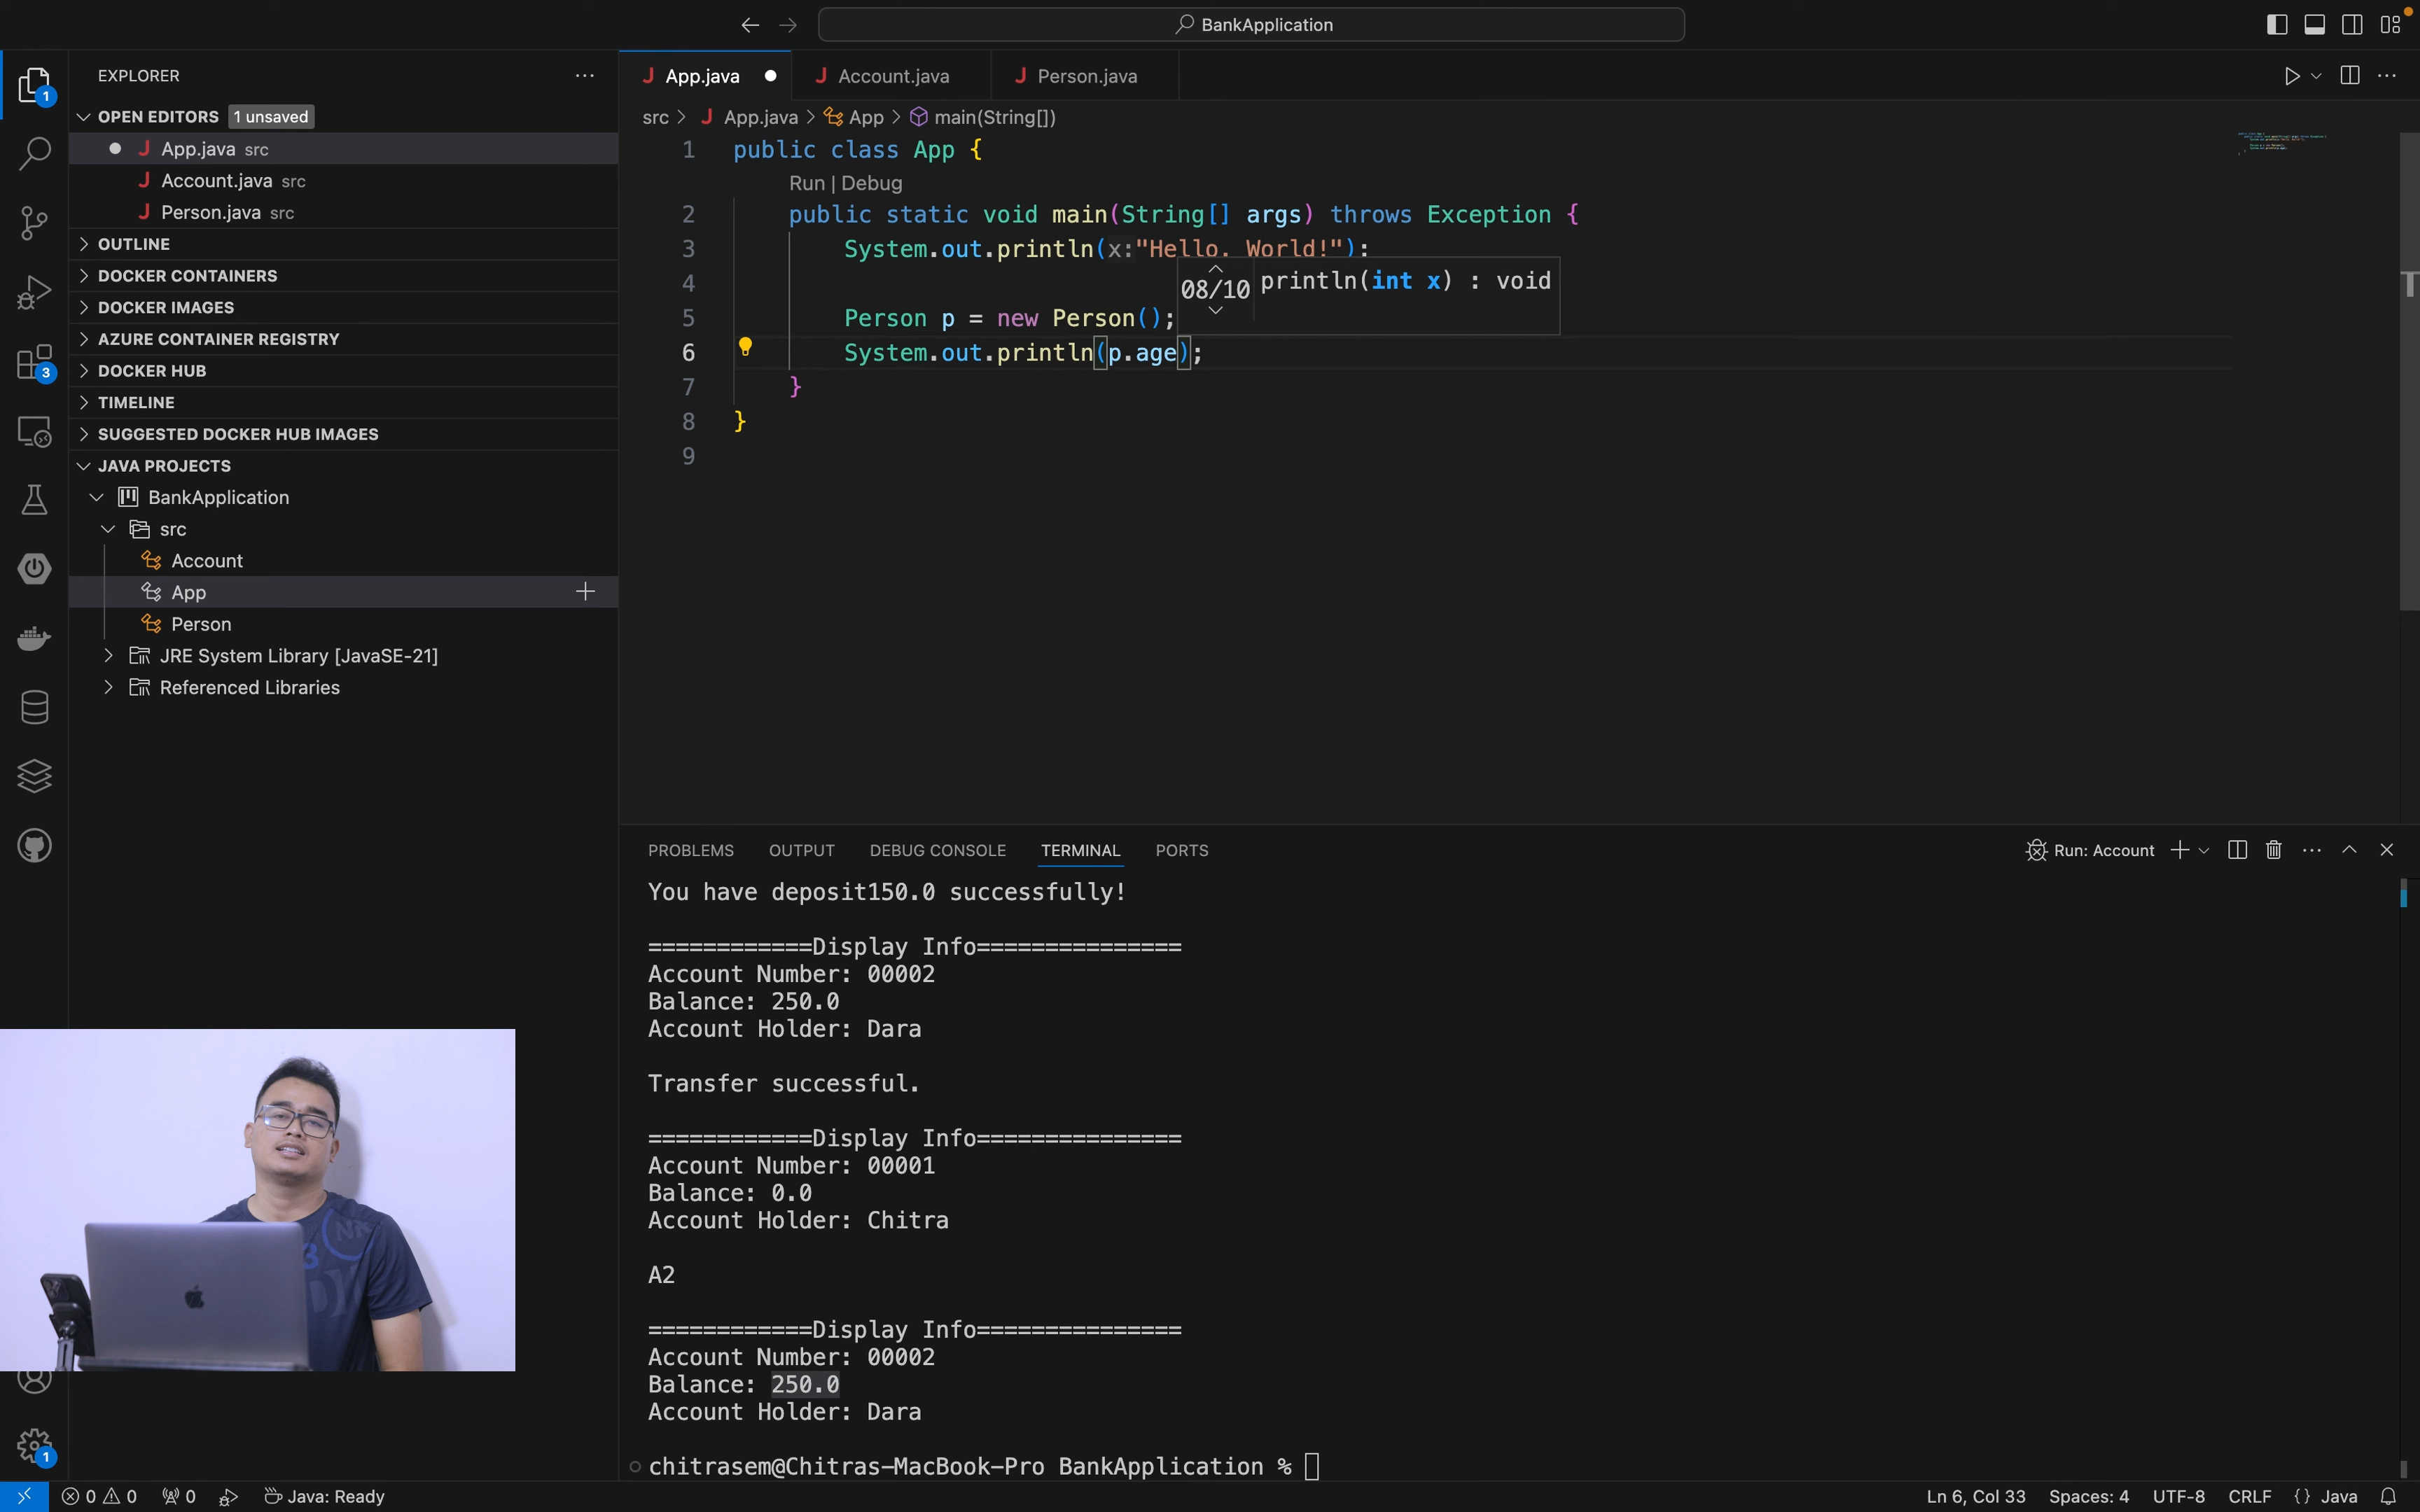 BankApplication
EXPLORER
OPEN EDITORS 1 unsaved
App.java src
Account.java src
Person.java src
OUTLINE
DOCKER CONTAINERS
DOCKER IMAGES
AZURE CONTAINER REGISTRY
DOCKER HUB
TIMELINE
SUGGESTED DOCKER HUB IMAGES
JAVA PROJECTS
BankApplication
src
Account
App
Person
JRE System Library [JavaSE-21]
Referenced Libraries
1
3
1
App.java Account.java Person.java
src > App.java > App > main(String[])
1 public class App {
Run | Debug
2 public static void main(String[] args) throws Exception {
3 System.out.println(x:"Hello, World!");
4
08/10 println(int x) : void
5 Person p = new Person();
6 System.out.println(p.age);
7 }
8 }
9
PROBLEMS OUTPUT DEBUG CONSOLE TERMINAL PORTS Run: Account
You have deposit150.0 successfully!
============Display Info===============
Account Number: 00002
Balance: 250.0
Account Holder: Dara
Transfer successful.
============Display Info===============
Account Number: 00001
Balance: 0.0
Account Holder: Chitra
A2
============Display Info===============
Account Number: 00002
Balance: 250.0
Account Holder: Dara
chitrasem@Chitras-MacBook-Pro BankApplication %
0 0 0 Java: Ready Ln 6, Col 33 Spaces: 4 UTF-8 CRLF {} Java